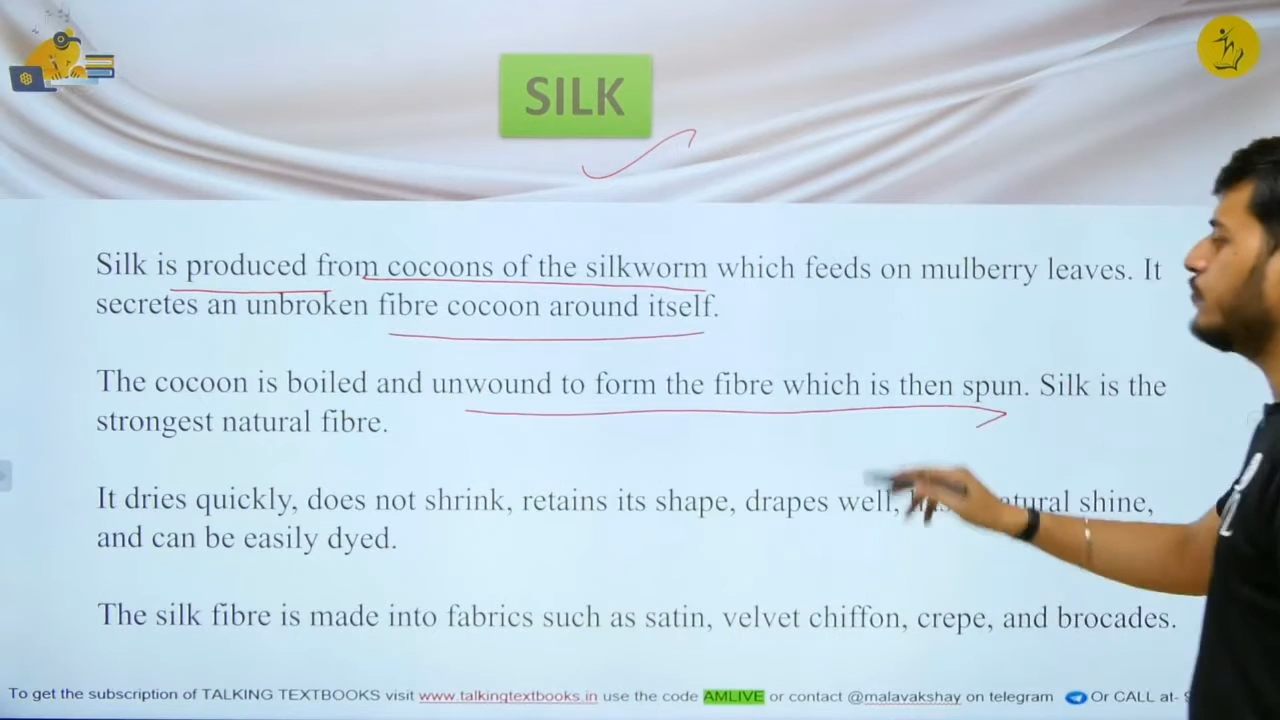 SILK
Silk is produced from cocoons of the silkworm which feeds on mulberry leaves. It
secretes an unbroken fibre cocoon around itself.
The cocoon is boiled and unwound to form the fibre which is then spun. Silk is the
strongest natural fibre.
It dries quickly, does not shrink, retains its shape, drapes well, shine,
and can be easily dyed.
The silk fibre is made into fabrics such as satin, velvet chiffon, crepe, and brocades.
To get the subscription of TALKING TEXTBOOKS visit www.talkingtextbooks.in use the code AMLIVE or contact @malavakshay on telegram Or CALL at-